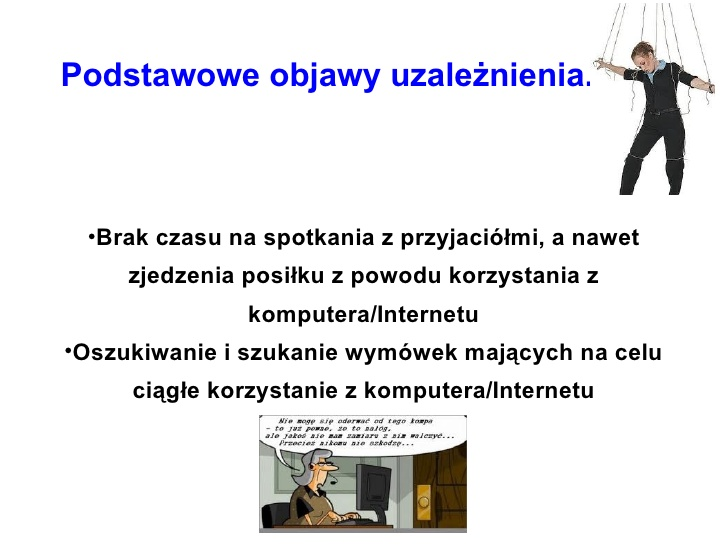 Podstawowe objawy uzależnienia.
•Brak czasu na spotkania z przyjaciółmi, a nawet
zjedzenia posiłku z powodu korzystania z
komputera/Internetu
•Oszukiwanie i szukanie wymówek mających na celu
ciągłe korzystanie z komputera/Internetu
Nie mogę się oderwać od tego kompa
- to już pewne, że to nałóg,
ale jakoś nie mam zamiaru z nim walczyć...
Przecież nikomu nie szkodzę...